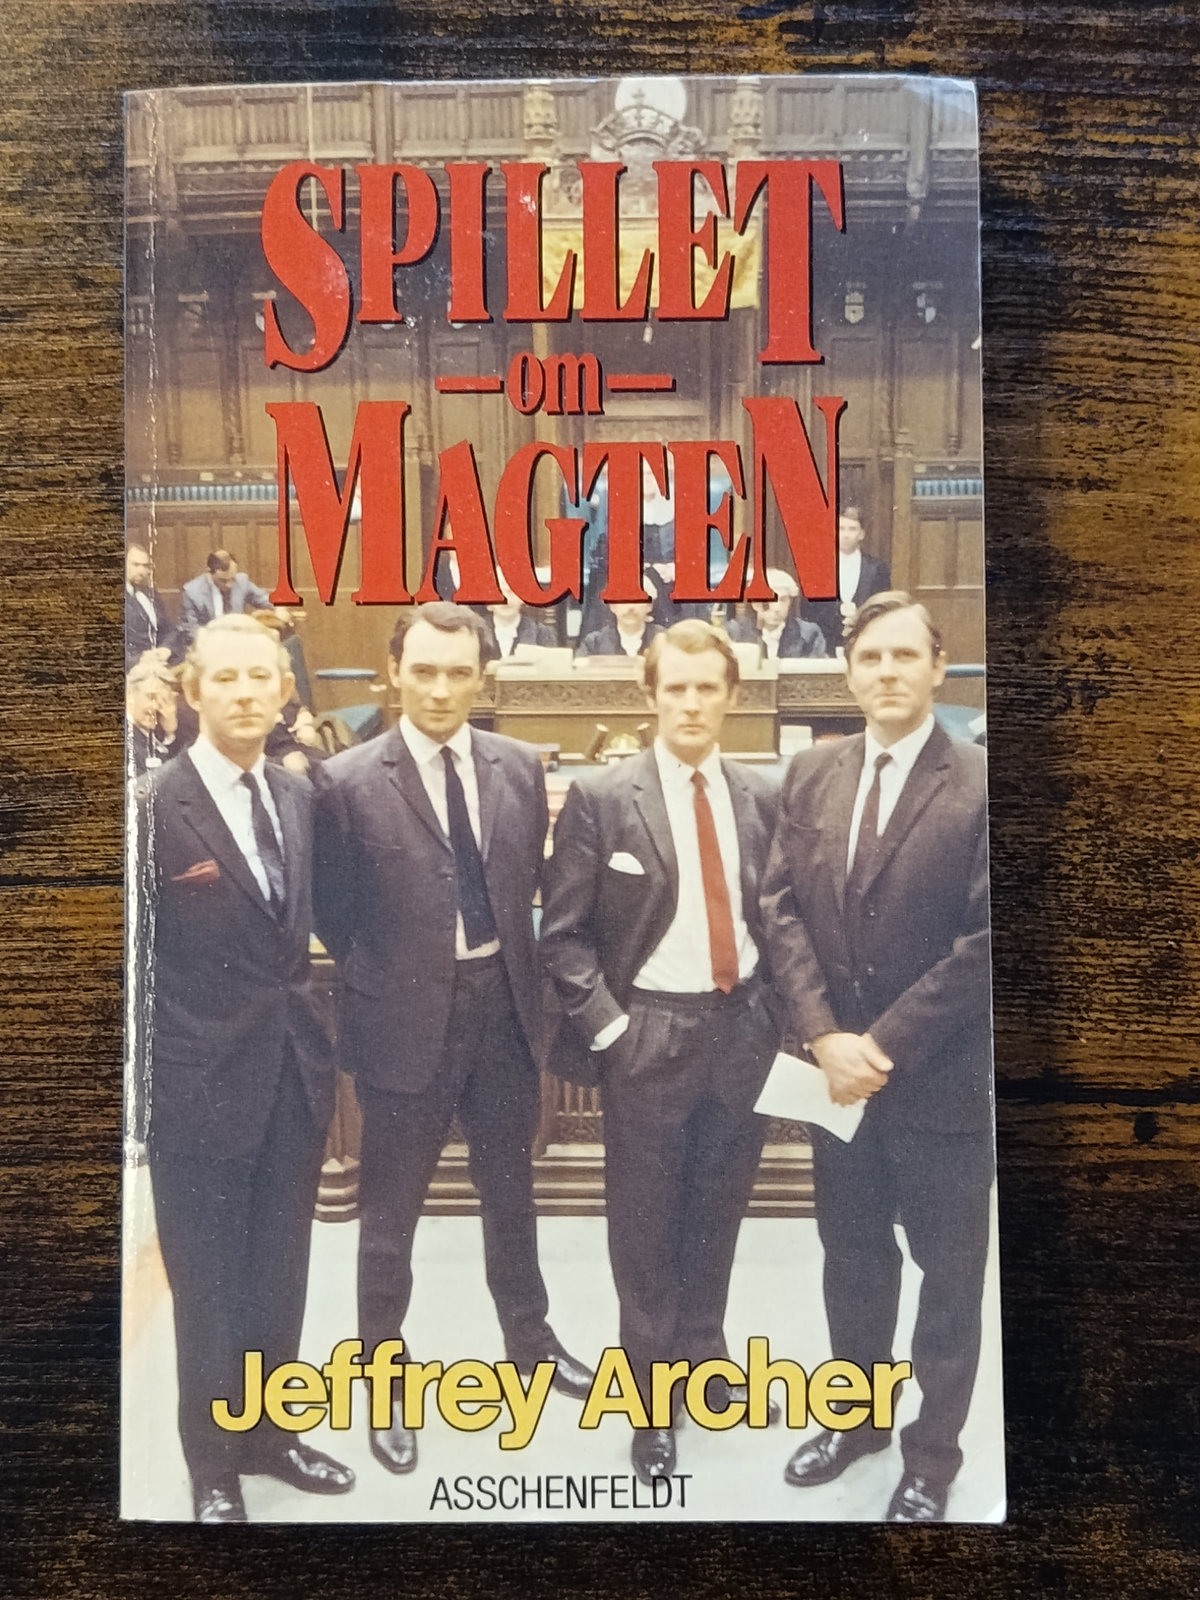 SPILLET
om
MAGTEN
Jeffrey Archer
ASSCHENFELDT